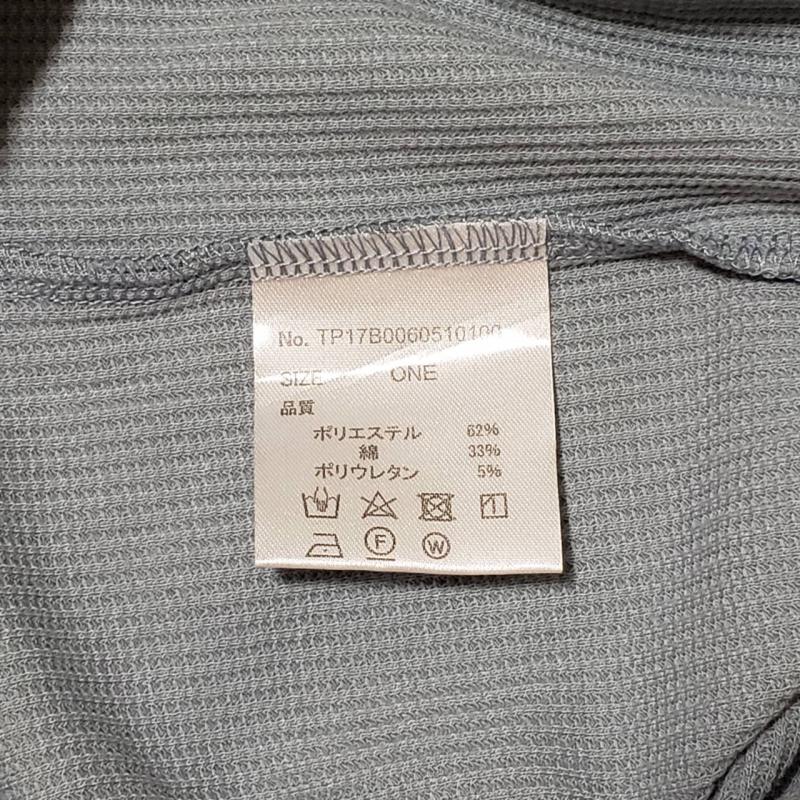 No. TP17B0060510100
SIZE ONE
品質
ポリエステル 62%
綿 33%
ポリウレタン 5%
F W